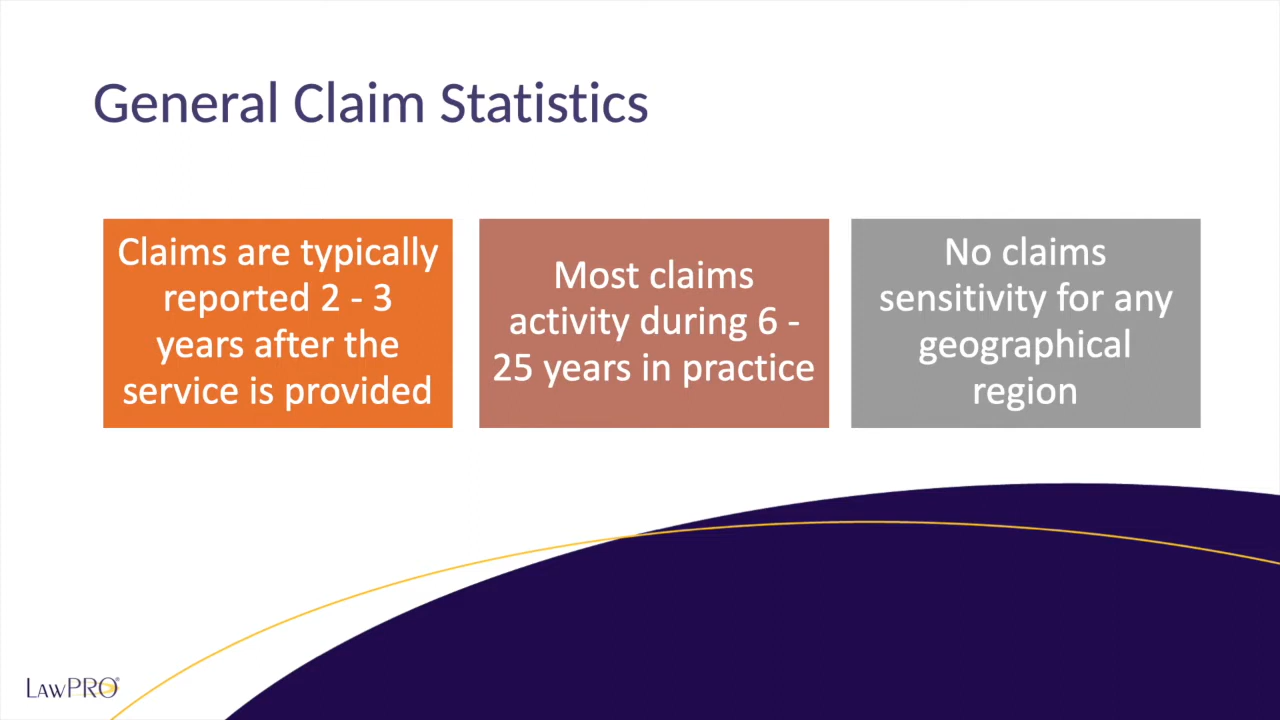 General Claim Statistics
Claims are typically
reported 2 - 3
years after the
service is provided
Most claims
activity during 6 -
25 years in practice
No claims
sensitivity for any
geographical
region
LAWPRO®